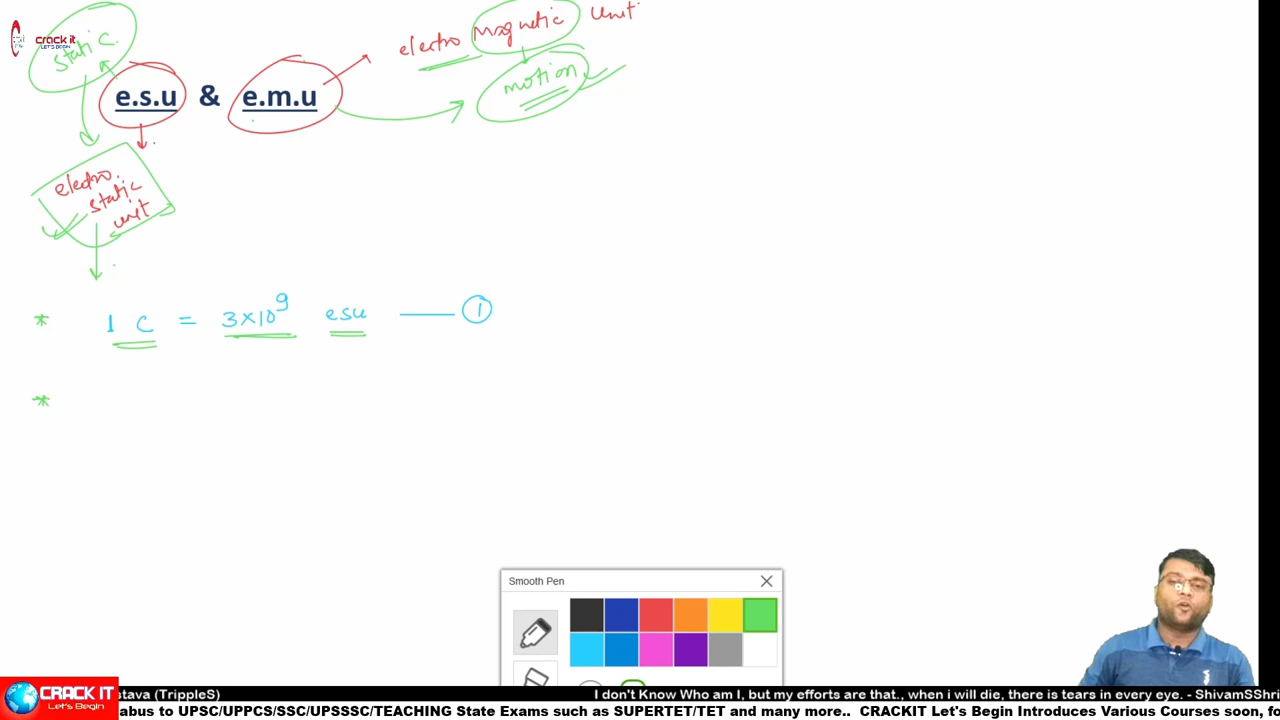 crack it
LET'S BEGIN
static
electro magnetic unit
motion
e.s.u & e.m.u
electro.
static
unit
* 1 C = 3×10⁹ esu —— ①
*
Smooth Pen
stava (TrippleS)
I don't Know Who am I, but my efforts are that., when i will die, there is tears in every eye. - ShivamSShri
CRACK IT
Let's Begin
abus to UPSC/UPPCS/SSC/UPSSSC/TEACHING State Exams such as SUPERTET/TET and many more.. CRACKIT Let's Begin Introduces Various Courses soon, fo